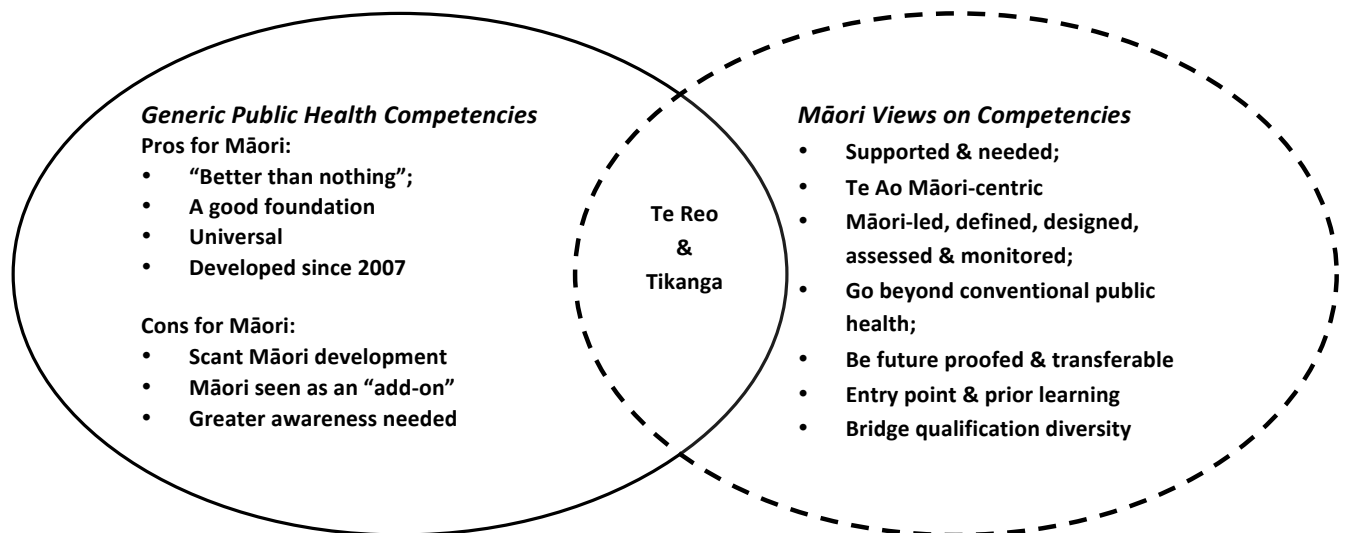 Generic Public Health Competencies
Pros for Māori:
• “Better than nothing”;
• A good foundation
• Universal
• Developed since 2007
Cons for Māori:
• Scant Māori development
• Māori seen as an “add-on”
• Greater awareness needed
Te Reo
&
Tikanga
Māori Views on Competencies
• Supported & needed;
• Te Ao Māori-centric
• Māori-led, defined, designed,
assessed & monitored;
• Go beyond conventional public
health;
• Be future proofed & transferable
• Entry point & prior learning
• Bridge qualification diversity